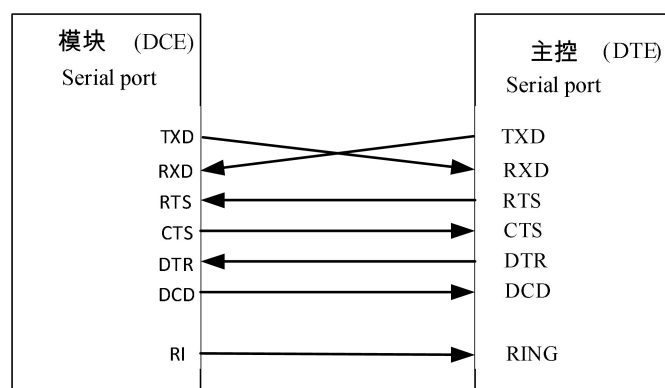 模块 (DCE)
Serial port
TXD
RXD
RTS
CTS
DTR
DCD
RI
主控 (DTE)
Serial port
TXD
RXD
RTS
CTS
DTR
DCD
RING